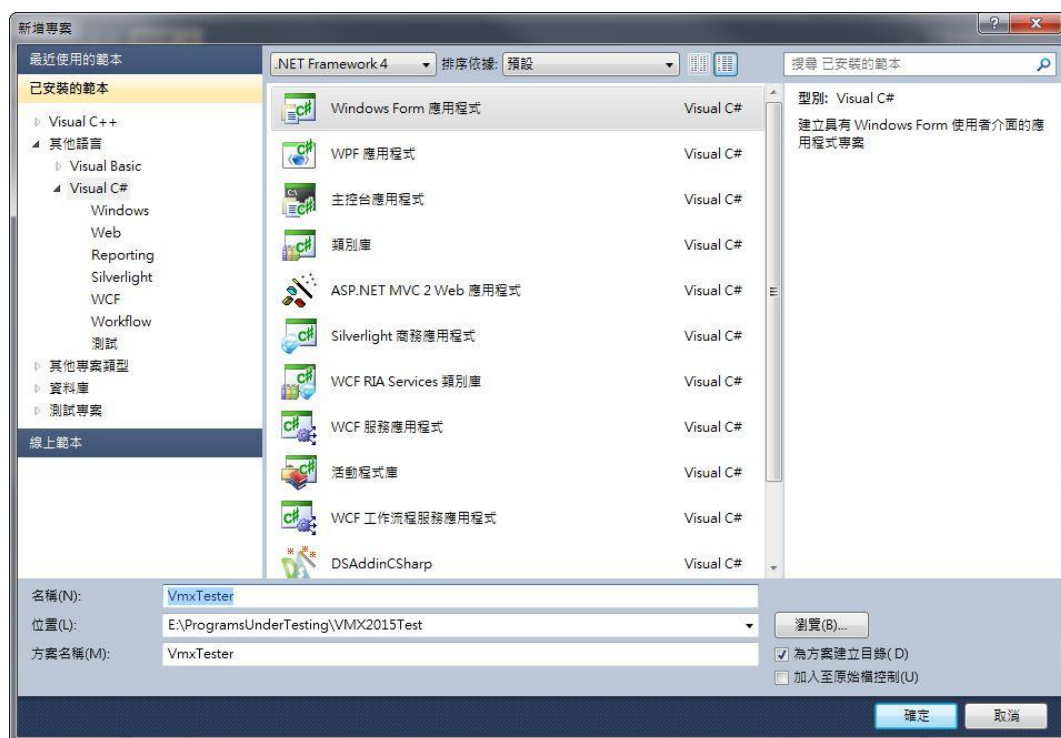 新增專案
最近使用的範本
已安裝的範本
Visual C++
其他語言
Visual Basic
Visual C#
Windows
Web
Reporting
Silverlight
WCF
Workflow
測試
其他專案類型
資料庫
測試專案
線上範本
.NET Framework 4 排序依據: 預設
Windows Form 應用程式 Visual C#
WPF 應用程式 Visual C#
主控台應用程式 Visual C#
類別庫 Visual C#
ASP.NET MVC 2 Web 應用程式 Visual C#
Silverlight 商務應用程式 Visual C#
WCF RIA Services 類別庫 Visual C#
WCF 服務應用程式 Visual C#
活動程式庫 Visual C#
WCF 工作流程服務應用程式 Visual C#
DSAddinCSharp Visual C#
搜尋 已安裝的範本
型別: Visual C#
建立具有 Windows Form 使用者介面的應
用程式專案
名稱(N): VmxTester
位置(L): E:\ProgramsUnderTesting\VMX2015Test 瀏覽(B)...
方案名稱(M): VmxTester
為方案建立目錄( D)
加入至原始檔控制(U)
確定 取消